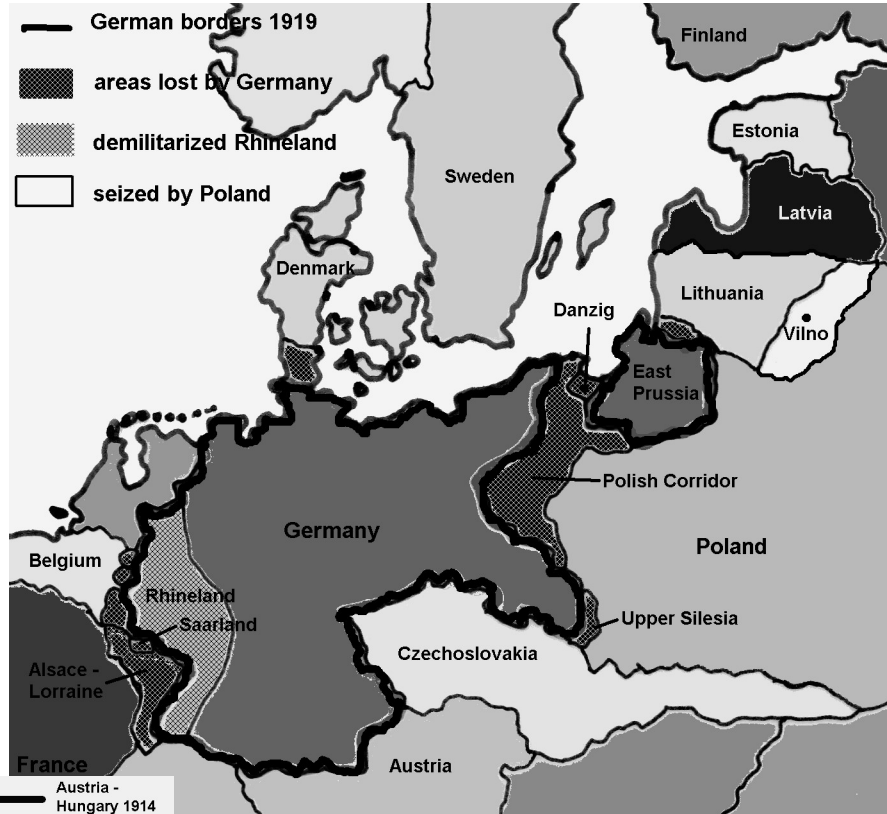 German borders 1919
areas lost by Germany
demilitarized Rhineland
seized by Poland
Finland
Estonia
Sweden
Latvia
Denmark
Lithuania
Danzig
Vilno
East
Prussia
Polish Corridor
Germany
Poland
Belgium
Rhineland
Saarland
Upper Silesia
Czechoslovakia
Alsace -
Lorraine
France
Austria
Austria -
Hungary 1914